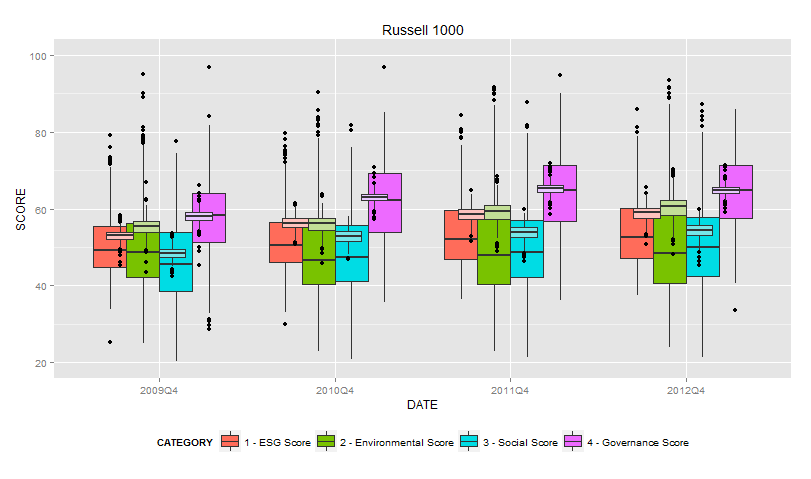 Russell 1000
SCORE
100
80
60
40
20
2009Q4 2010Q4 2011Q4 2012Q4
DATE
CATEGORY 1 - ESG Score 2 - Environmental Score 3 - Social Score 4 - Governance Score